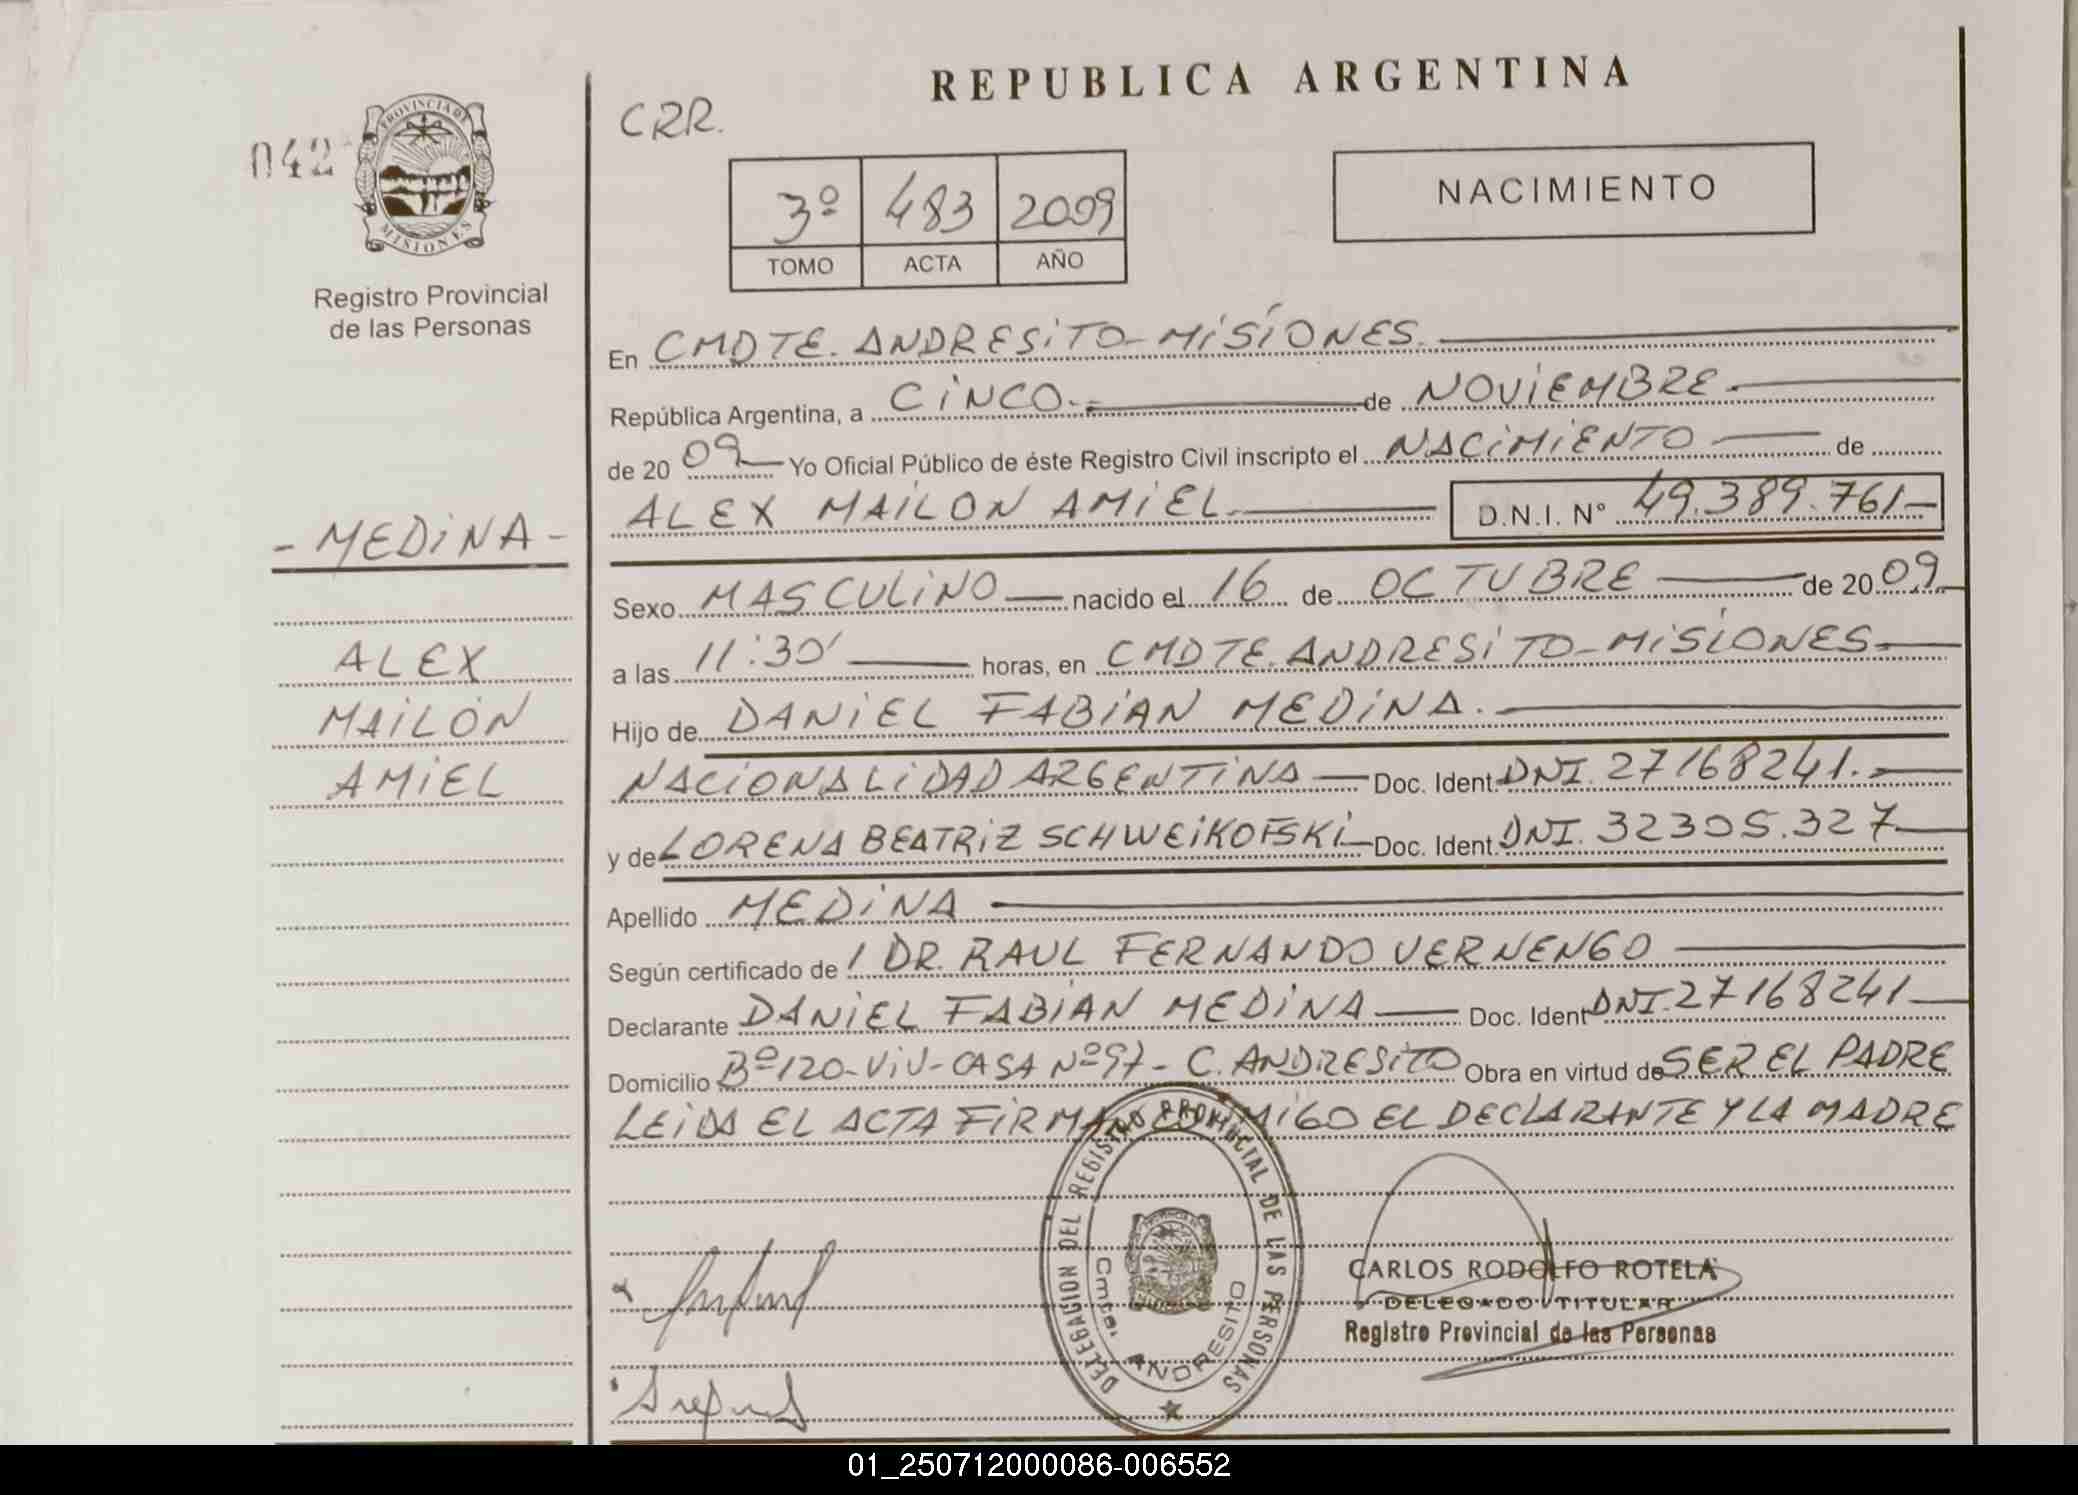 REPUBLICA ARGENTINA
CRR.
042
PROVINCIA DE
MISIONES
3º 483 2009
TOMO ACTA AÑO
NACIMIENTO
Registro Provincial
de las Personas
En CMDTE. ANDRESITO-MISIONES.
República Argentina, a CINCO.- de NOVIEMBRE.
de 2009 Yo Oficial Público de éste Registro Civil inscripto el NACIMIENTO de
ALEX MAILON AMIEL. D.N.I. Nº 49.389.761-
-MEDINA-
ALEX
MAILON
AMIEL
Sexo MASCULINO nacido el 16 de OCTUBRE de 2009
a las 11:30' horas, en CMDTE. ANDRESITO-MISIONES.
Hijo de DANIEL FABIAN MEDINA.
NACIONALIDAD ARGENTINA Doc. Ident. DNI. 27168241.
y de LORENA BEATRIZ SCHWEIKOFSKI Doc. Ident. DNI. 32305.327
Apellido MEDINA
Según certificado de / DR. RAUL FERNANDO VERNENGO
Declarante DANIEL FABIAN MEDINA Doc. Ident DNI. 27168241
Domicilio Bº 120-VIV-CASA Nº 97- C. ANDRESITO Obra en virtud de SER EL PADRE
LEIDA EL ACTA FIRMAN EL DECLARANTE Y LA MADRE
DELEGACION DEL REGISTRO PROVINCIAL DE LAS PERSONAS
Cmdte. ANDRESITO
CARLOS RODOLFO ROTELA
DELEGADO TITULAR
Registro Provincial de las Personas
01_250712000086-006552